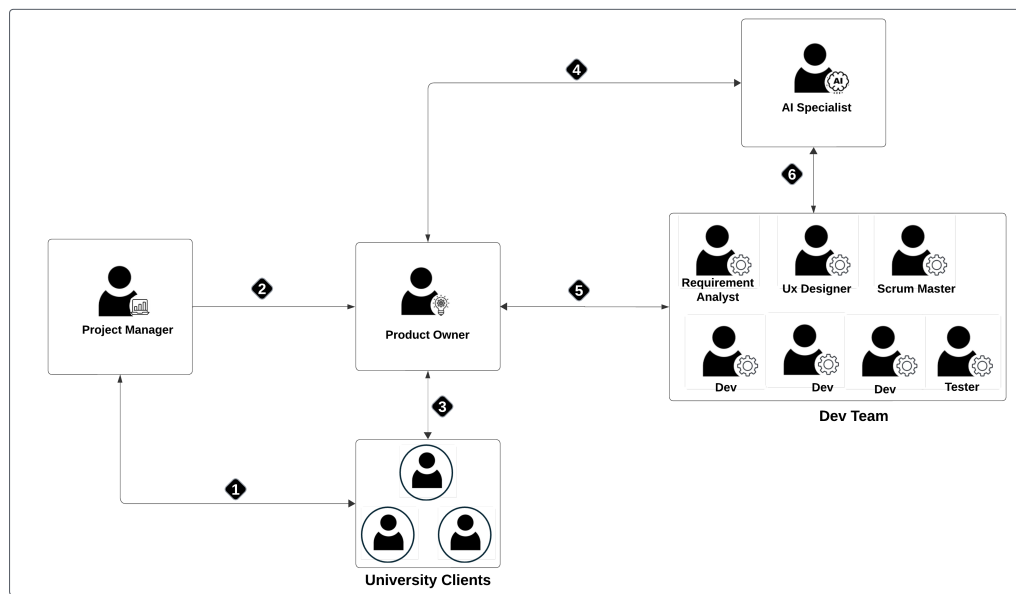 4
AI
AI Specialist
6
Requirement
Analyst
Ux Designer
Scrum Master
2
5
Project Manager
Product Owner
Dev
Dev
Dev
Tester
Dev Team
3
1
University Clients